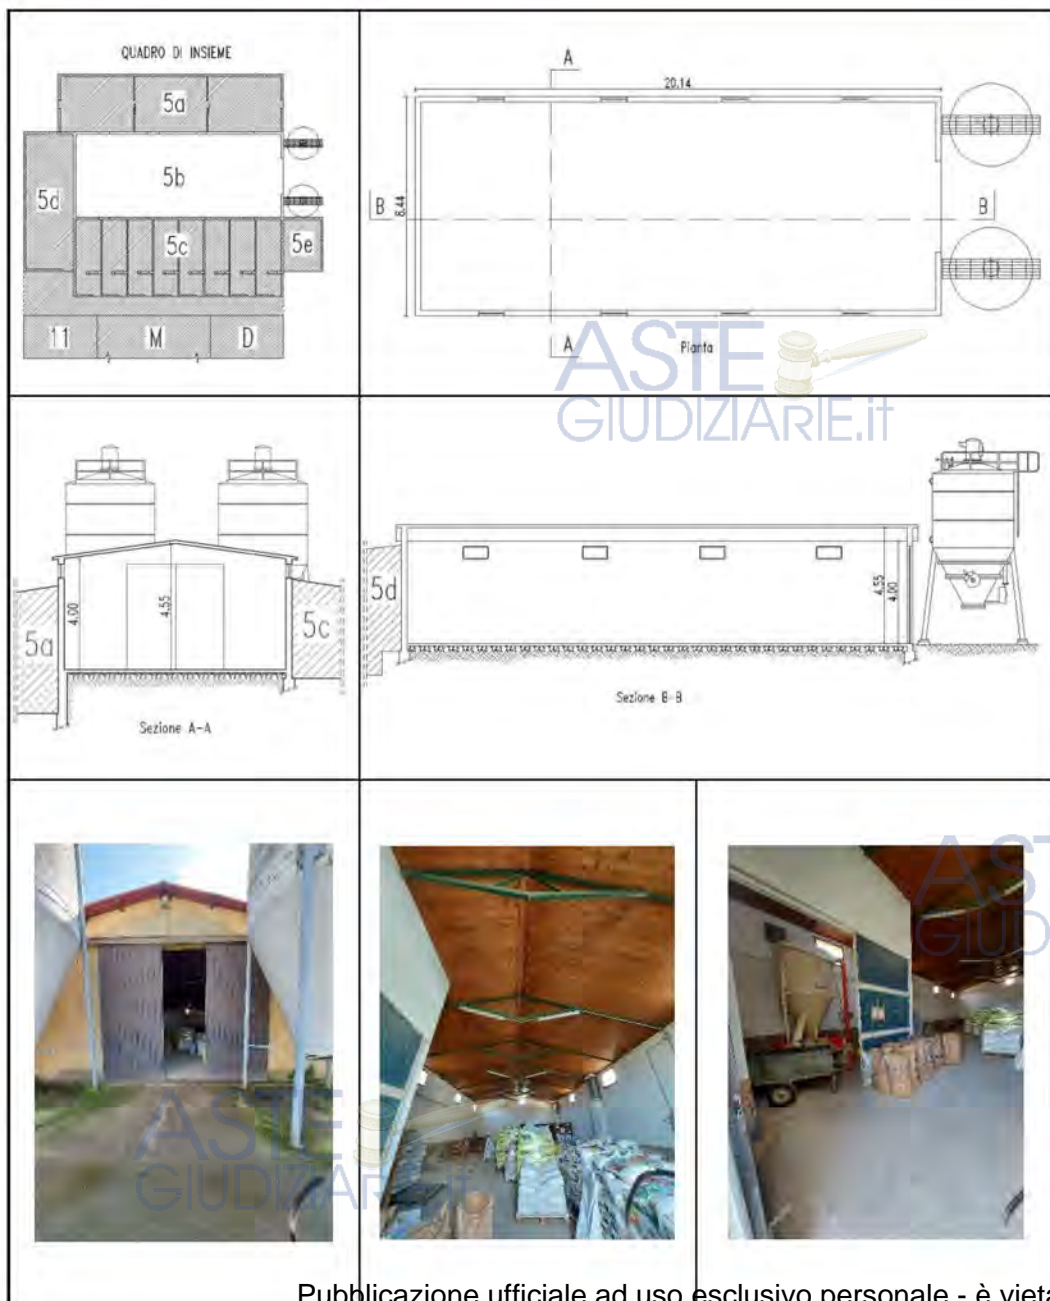 QUADRO DI INSIEME
5a
5b
5d
5c
5e
11 M D
A
20.14
B 8.44 B
A
Pianta
ASTE
GIUDIZIARIE.it
5a
4.00
4.55
5c
Sezione A-A
5d
4.55
4.00
Sezione B-B
AST
GIUD
ASTE
GIUDIZIARIE.it
Pubblicazione ufficiale ad uso esclusivo personale - è vieta